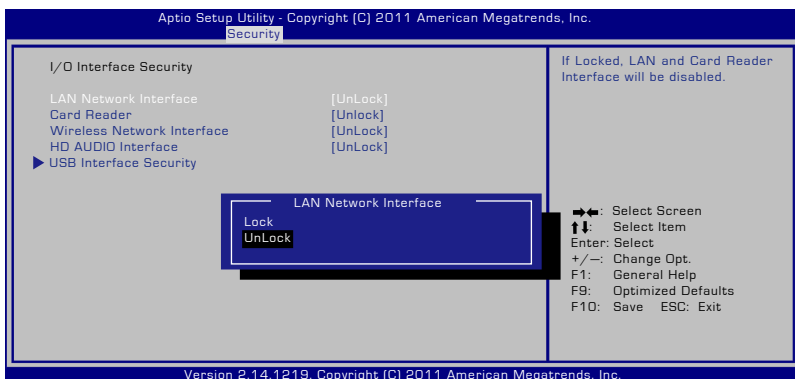 Aptio Setup Utility - Copyright (C) 2011 American Megatrends, Inc.
Security
I/O Interface Security
LAN Network Interface [UnLock]
Card Reader [Unlock]
Wireless Network Interface [UnLock]
HD AUDIO Interface [UnLock]
USB Interface Security
If Locked, LAN and Card Reader
Interface will be disabled.
LAN Network Interface
Lock
UnLock
→←: Select Screen
↑↓: Select Item
Enter: Select
+/—: Change Opt.
F1: General Help
F9: Optimized Defaults
F10: Save ESC: Exit
Version 2.14.1219. Copyright (C) 2011 American Megatrends, Inc.